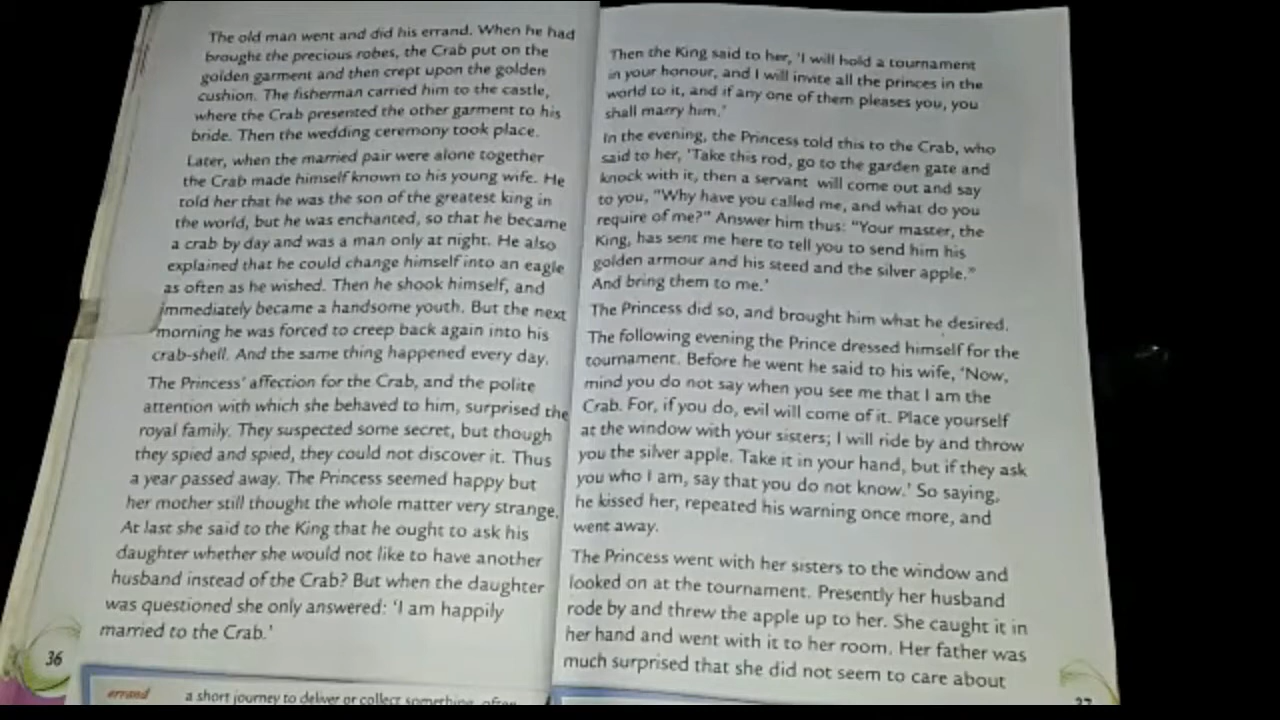 The old man went and did his errand. When he had
brought the precious robes, the Crab put on the
golden garment and then crept upon the golden
cushion. The fisherman carried him to the castle,
where the Crab presented the other garment to his
bride. Then the wedding ceremony took place.
Later, when the married pair were alone together
the Crab made himself known to his young wife. He
told her that he was the son of the greatest king in
the world, but he was enchanted, so that he became
a crab by day and was a man only at night. He also
explained that he could change himself into an eagle
as often as he wished. Then he shook himself, and
immediately became a handsome youth. But the next
morning he was forced to creep back again into his
crab-shell. And the same thing happened every day.
The Princess' affection for the Crab, and the polite
attention with which she behaved to him, surprised the
royal family. They suspected some secret, but though
they spied and spied, they could not discover it. Thus
a year passed away. The Princess seemed happy but
her mother still thought the whole matter very strange.
At last she said to the King that he ought to ask his
daughter whether she would not like to have another
husband instead of the Crab? But when the daughter
was questioned she only answered: 'I am happily
married to the Crab.'
36
errand a short journey to deliver or collect something, often
Then the King said to her, 'I will hold a tournament
in your honour, and I will invite all the princes in the
world to it, and if any one of them pleases you, you
shall marry him.'
In the evening, the Princess told this to the Crab, who
said to her, 'Take this rod, go to the garden gate and
knock with it, then a servant will come out and say
to you, "Why have you called me, and what do you
require of me?" Answer him thus: "Your master, the
King, has sent me here to tell you to send him his
golden armour and his steed and the silver apple."
And bring them to me.'
The Princess did so, and brought him what he desired.
The following evening the Prince dressed himself for the
tournament. Before he went he said to his wife, 'Now,
mind you do not say when you see me that I am the
Crab. For, if you do, evil will come of it. Place yourself
at the window with your sisters; I will ride by and throw
you the silver apple. Take it in your hand, but if they ask
you who I am, say that you do not know.' So saying,
he kissed her, repeated his warning once more, and
went away.
The Princess went with her sisters to the window and
looked on at the tournament. Presently her husband
rode by and threw the apple up to her. She caught it in
her hand and went with it to her room. Her father was
much surprised that she did not seem to care about
37